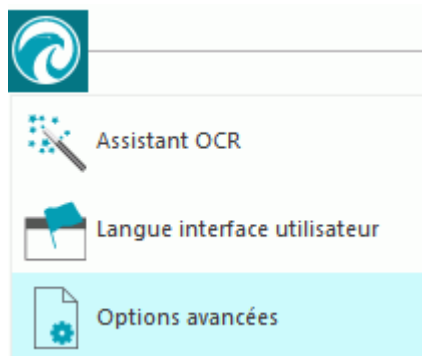 Assistant OCR
Langue interface utilisateur
Options avancées